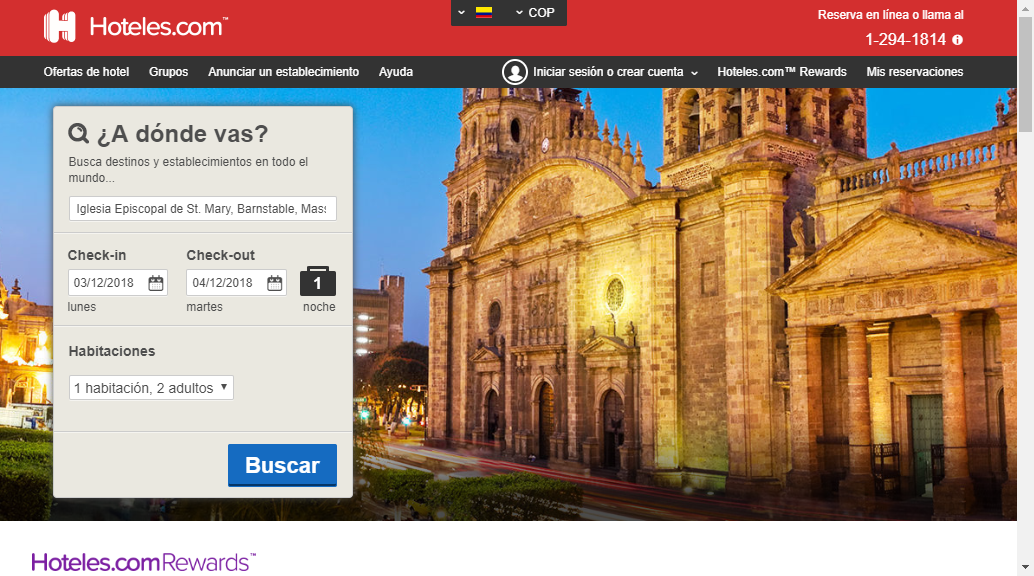 Hoteles.com™
COP
Reserva en línea o llama al
1-294-1814
Ofertas de hotel Grupos Anunciar un establecimiento Ayuda
Iniciar sesión o crear cuenta Hoteles.com™ Rewards Mis reservaciones
¿A dónde vas?
Busca destinos y establecimientos en todo el
mundo...
Iglesia Episcopal de St. Mary, Barnstable, Mass
Check-in Check-out
03/12/2018 04/12/2018 1
lunes martes noche
Habitaciones
1 habitación, 2 adultos
Buscar
Hoteles.com Rewards™